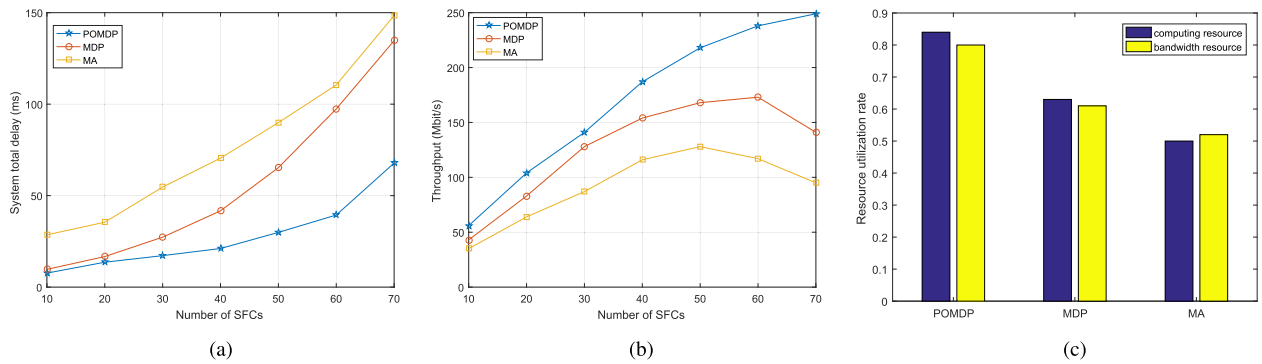 150
100
50
0
System total delay (ms)
POMDP
MDP
MA
10 20 30 40 50 60 70
Number of SFCs
(a)
250
200
150
100
50
0
Throughput (Mbit/s)
POMDP
MDP
MA
10 20 30 40 50 60 70
Number of SFCs
(b)
0.9
0.8
0.7
0.6
0.5
0.4
0.3
0.2
0.1
0
Resource utilization rate
computing resource
bandwidth resource
POMDP MDP MA
(c)